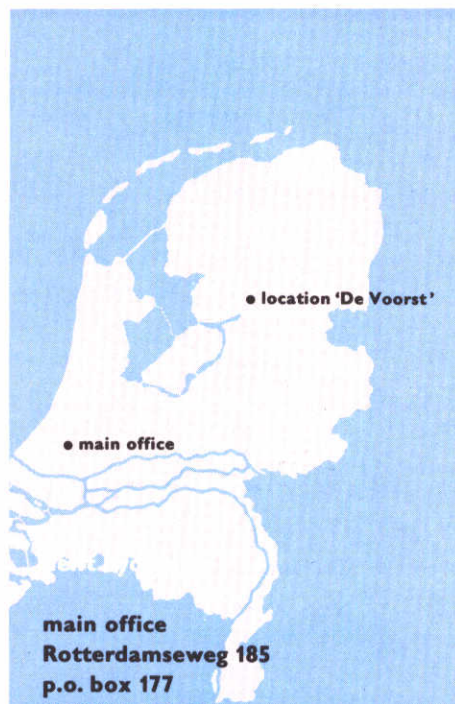 • location 'De Voorst'
• main office
main office
Rotterdamseweg 185
p.o. box 177